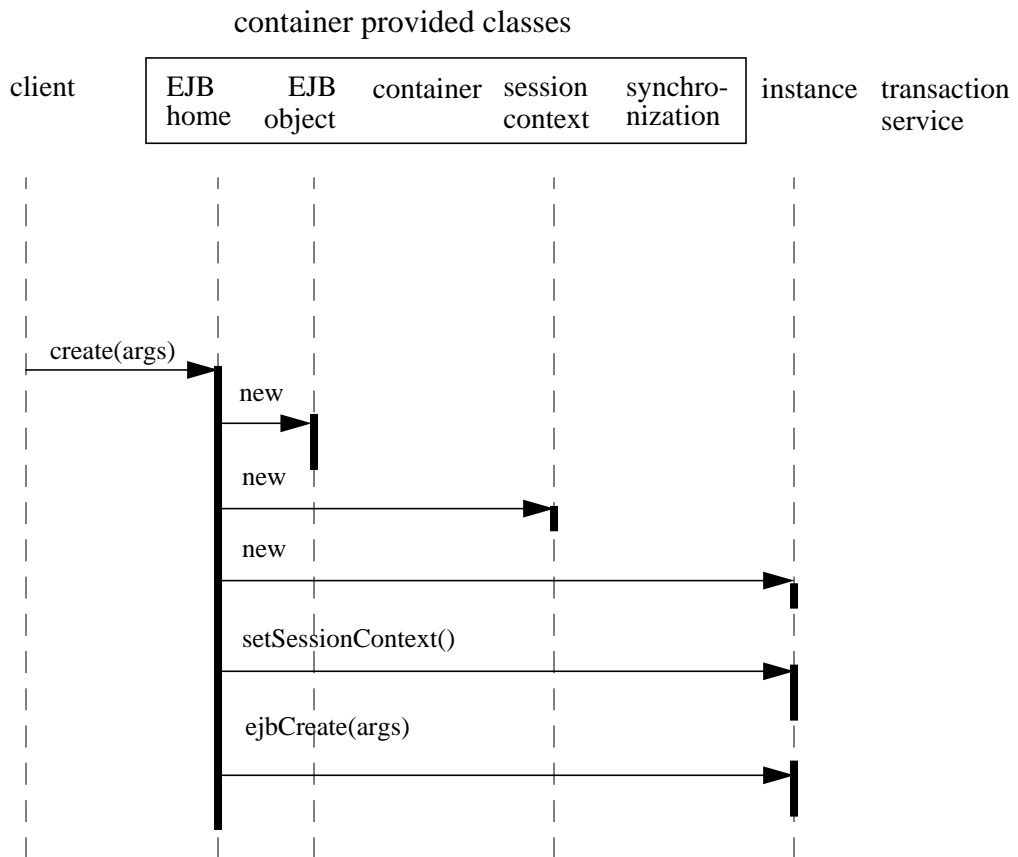 container provided classes
client
EJB
home
EJB
object
container
session
context
synchro-
nization
instance
transaction
service
create(args)
new
new
new
setSessionContext()
ejbCreate(args)